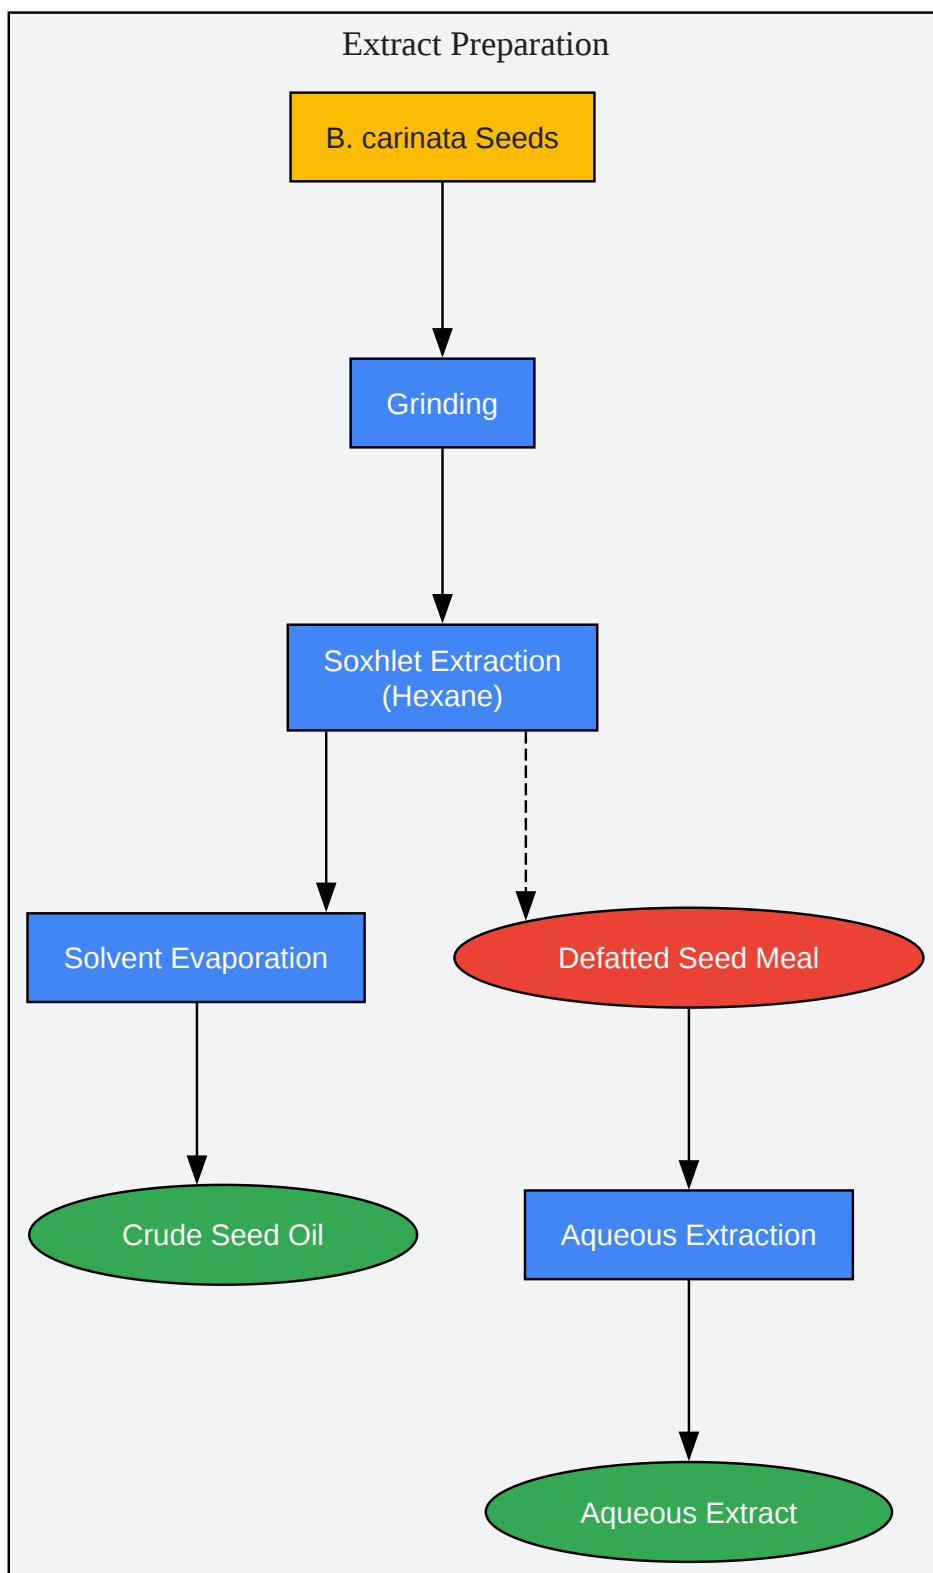 Extract Preparation
B. carinata Seeds
Grinding
Soxhlet Extraction
(Hexane)
Solvent Evaporation
Defatted Seed Meal
Crude Seed Oil
Aqueous Extraction
Aqueous Extract